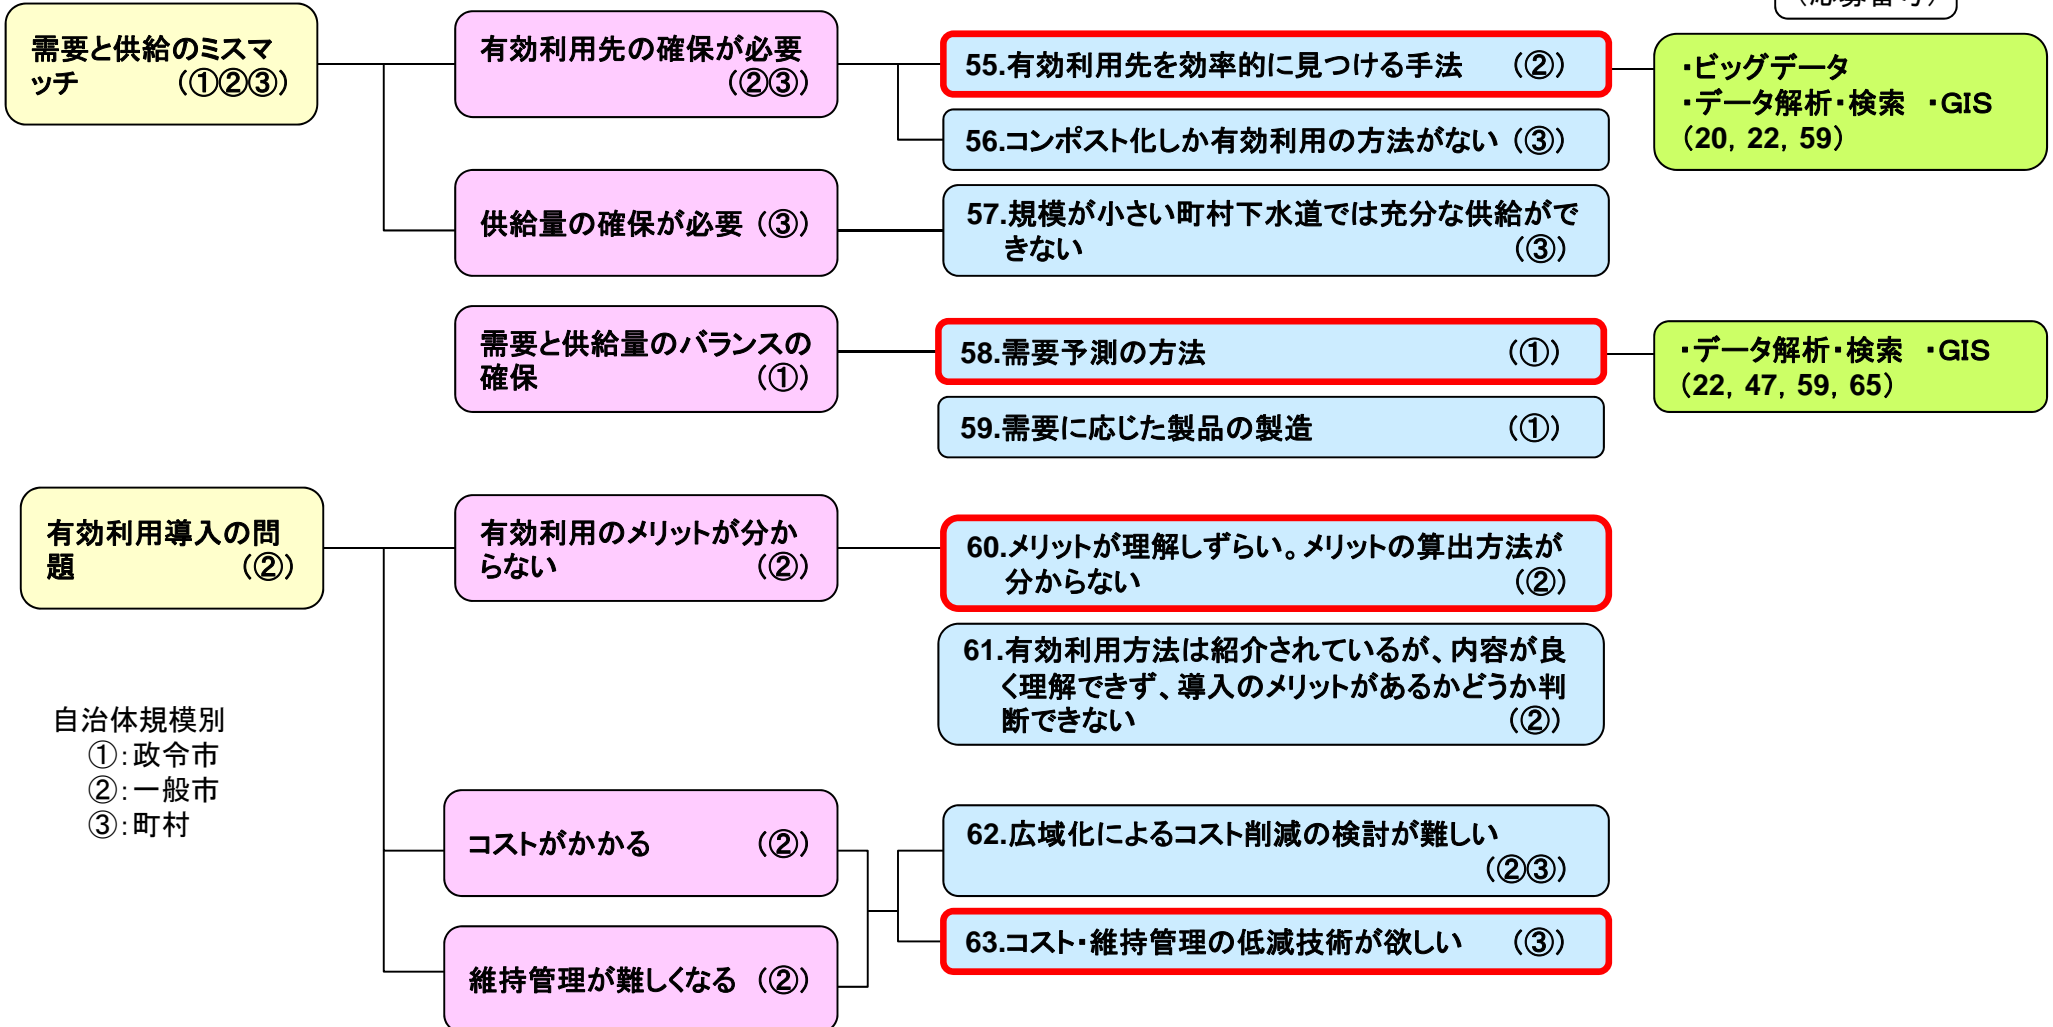 （応募番号）
需要と供給のミスマ
ッチ （①②③）
有効利用先の確保が必要
（②③）
55.有効利用先を効率的に見つける手法 （②）
・ビッグデータ
・データ解析・検索 ・GIS
（20，22，59）
56.コンポスト化しか有効利用の方法がない （③）
供給量の確保が必要 （③）
57.規模が小さい町村下水道では充分な供給がで
きない （③）
需要と供給量のバランスの
確保 （①）
58.需要予測の方法 （①）
・データ解析・検索 ・GIS
（22，47，59，65）
59.需要に応じた製品の製造 （①）
有効利用導入の問
題 （②）
有効利用のメリットが分か
らない （②）
60.メリットが理解しずらい。メリットの算出方法が
分からない （②）
61.有効利用方法は紹介されているが、内容が良
く理解できず、導入のメリットがあるかどうか判
断できない （②）
自治体規模別
①：政令市
②：一般市
③：町村
コストがかかる （②）
62.広域化によるコスト削減の検討が難しい
（②③）
維持管理が難しくなる （②）
63.コスト・維持管理の低減技術が欲しい （③）